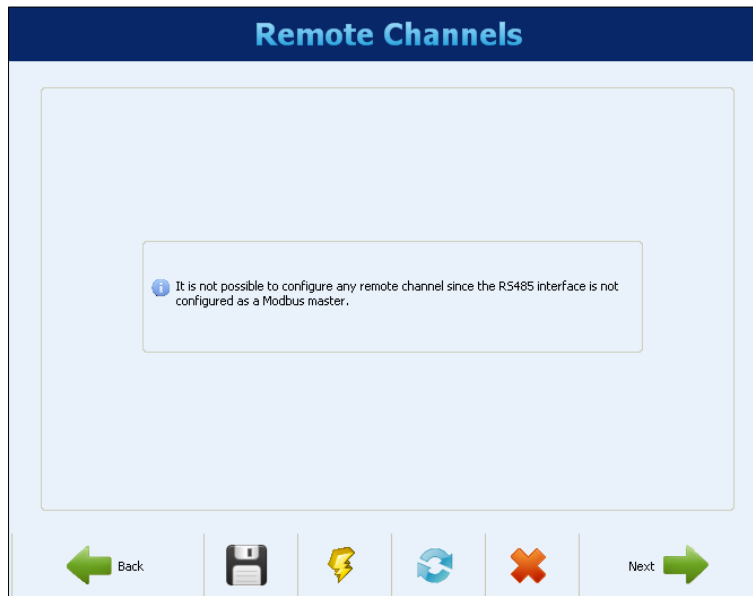 Remote Channels
It is not possible to configure any remote channel since the RS485 interface is not
configured as a Modbus master.
Back
Next